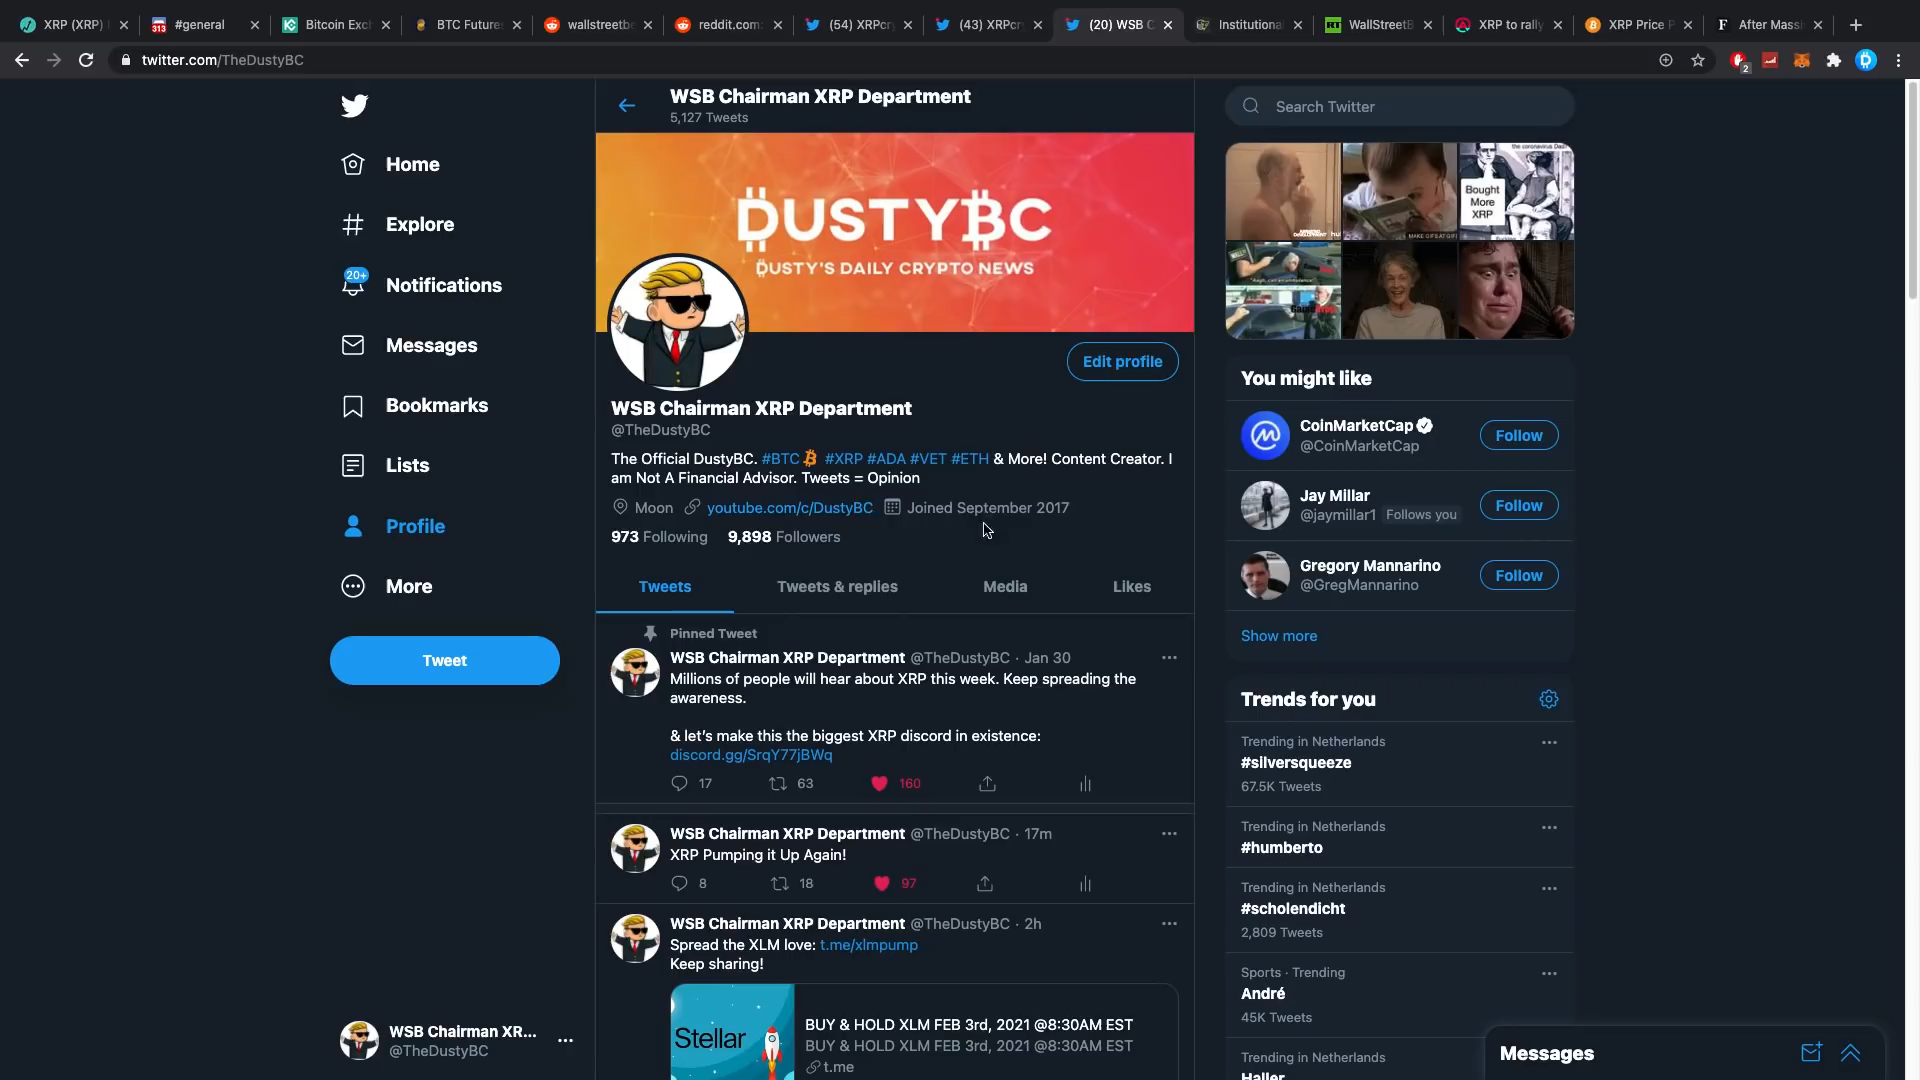 XRP (XRP)
#general
Bitcoin Exc
BTC Future
wallstreetbe
reddit.com:
(54) XRPcr
(43) XRPcr
(20) WSB C
Institutiona
WallStreetB
XRP to rally
XRP Price P
After Massi
twitter.com/TheDustyBC
Home
Explore
20+
Notifications
Messages
Bookmarks
Lists
Profile
More
Tweet
WSB Chairman XR...
@TheDustyBC
WSB Chairman XRP Department
5,127 Tweets
DUSTYBC
DUSTY'S DAILY CRYPTO NEWS
Edit profile
WSB Chairman XRP Department
@TheDustyBC
The Official DustyBC. #BTC #XRP #ADA #VET #ETH & More! Content Creator. I
am Not A Financial Advisor. Tweets = Opinion
Moon youtube.com/c/DustyBC Joined September 2017
973 Following 9,898 Followers
Tweets Tweets & replies Media Likes
Pinned Tweet
WSB Chairman XRP Department @TheDustyBC · Jan 30
Millions of people will hear about XRP this week. Keep spreading the
awareness.
& let's make this the biggest XRP discord in existence:
discord.gg/SrqY77jBWq
17 63 160
WSB Chairman XRP Department @TheDustyBC · 17m
XRP Pumping it Up Again!
8 18 97
WSB Chairman XRP Department @TheDustyBC · 2h
Spread the XLM love: t.me/xlmpump
Keep sharing!
Stellar
BUY & HOLD XLM FEB 3rd, 2021 @8:30AM EST
BUY & HOLD XLM FEB 3rd, 2021 @8:30AM EST
t.me
Search Twitter
Bought
More
XRP
You might like
CoinMarketCap
@CoinMarketCap
Follow
Jay Millar
@jaymillar1 Follows you
Follow
Gregory Mannarino
@GregMannarino
Follow
Show more
Trends for you
Trending in Netherlands
#silversqueeze
67.5K Tweets
Trending in Netherlands
#humberto
Trending in Netherlands
#scholendicht
2,809 Tweets
Sports · Trending
André
45K Tweets
Trending in Netherlands
Haller
Messages